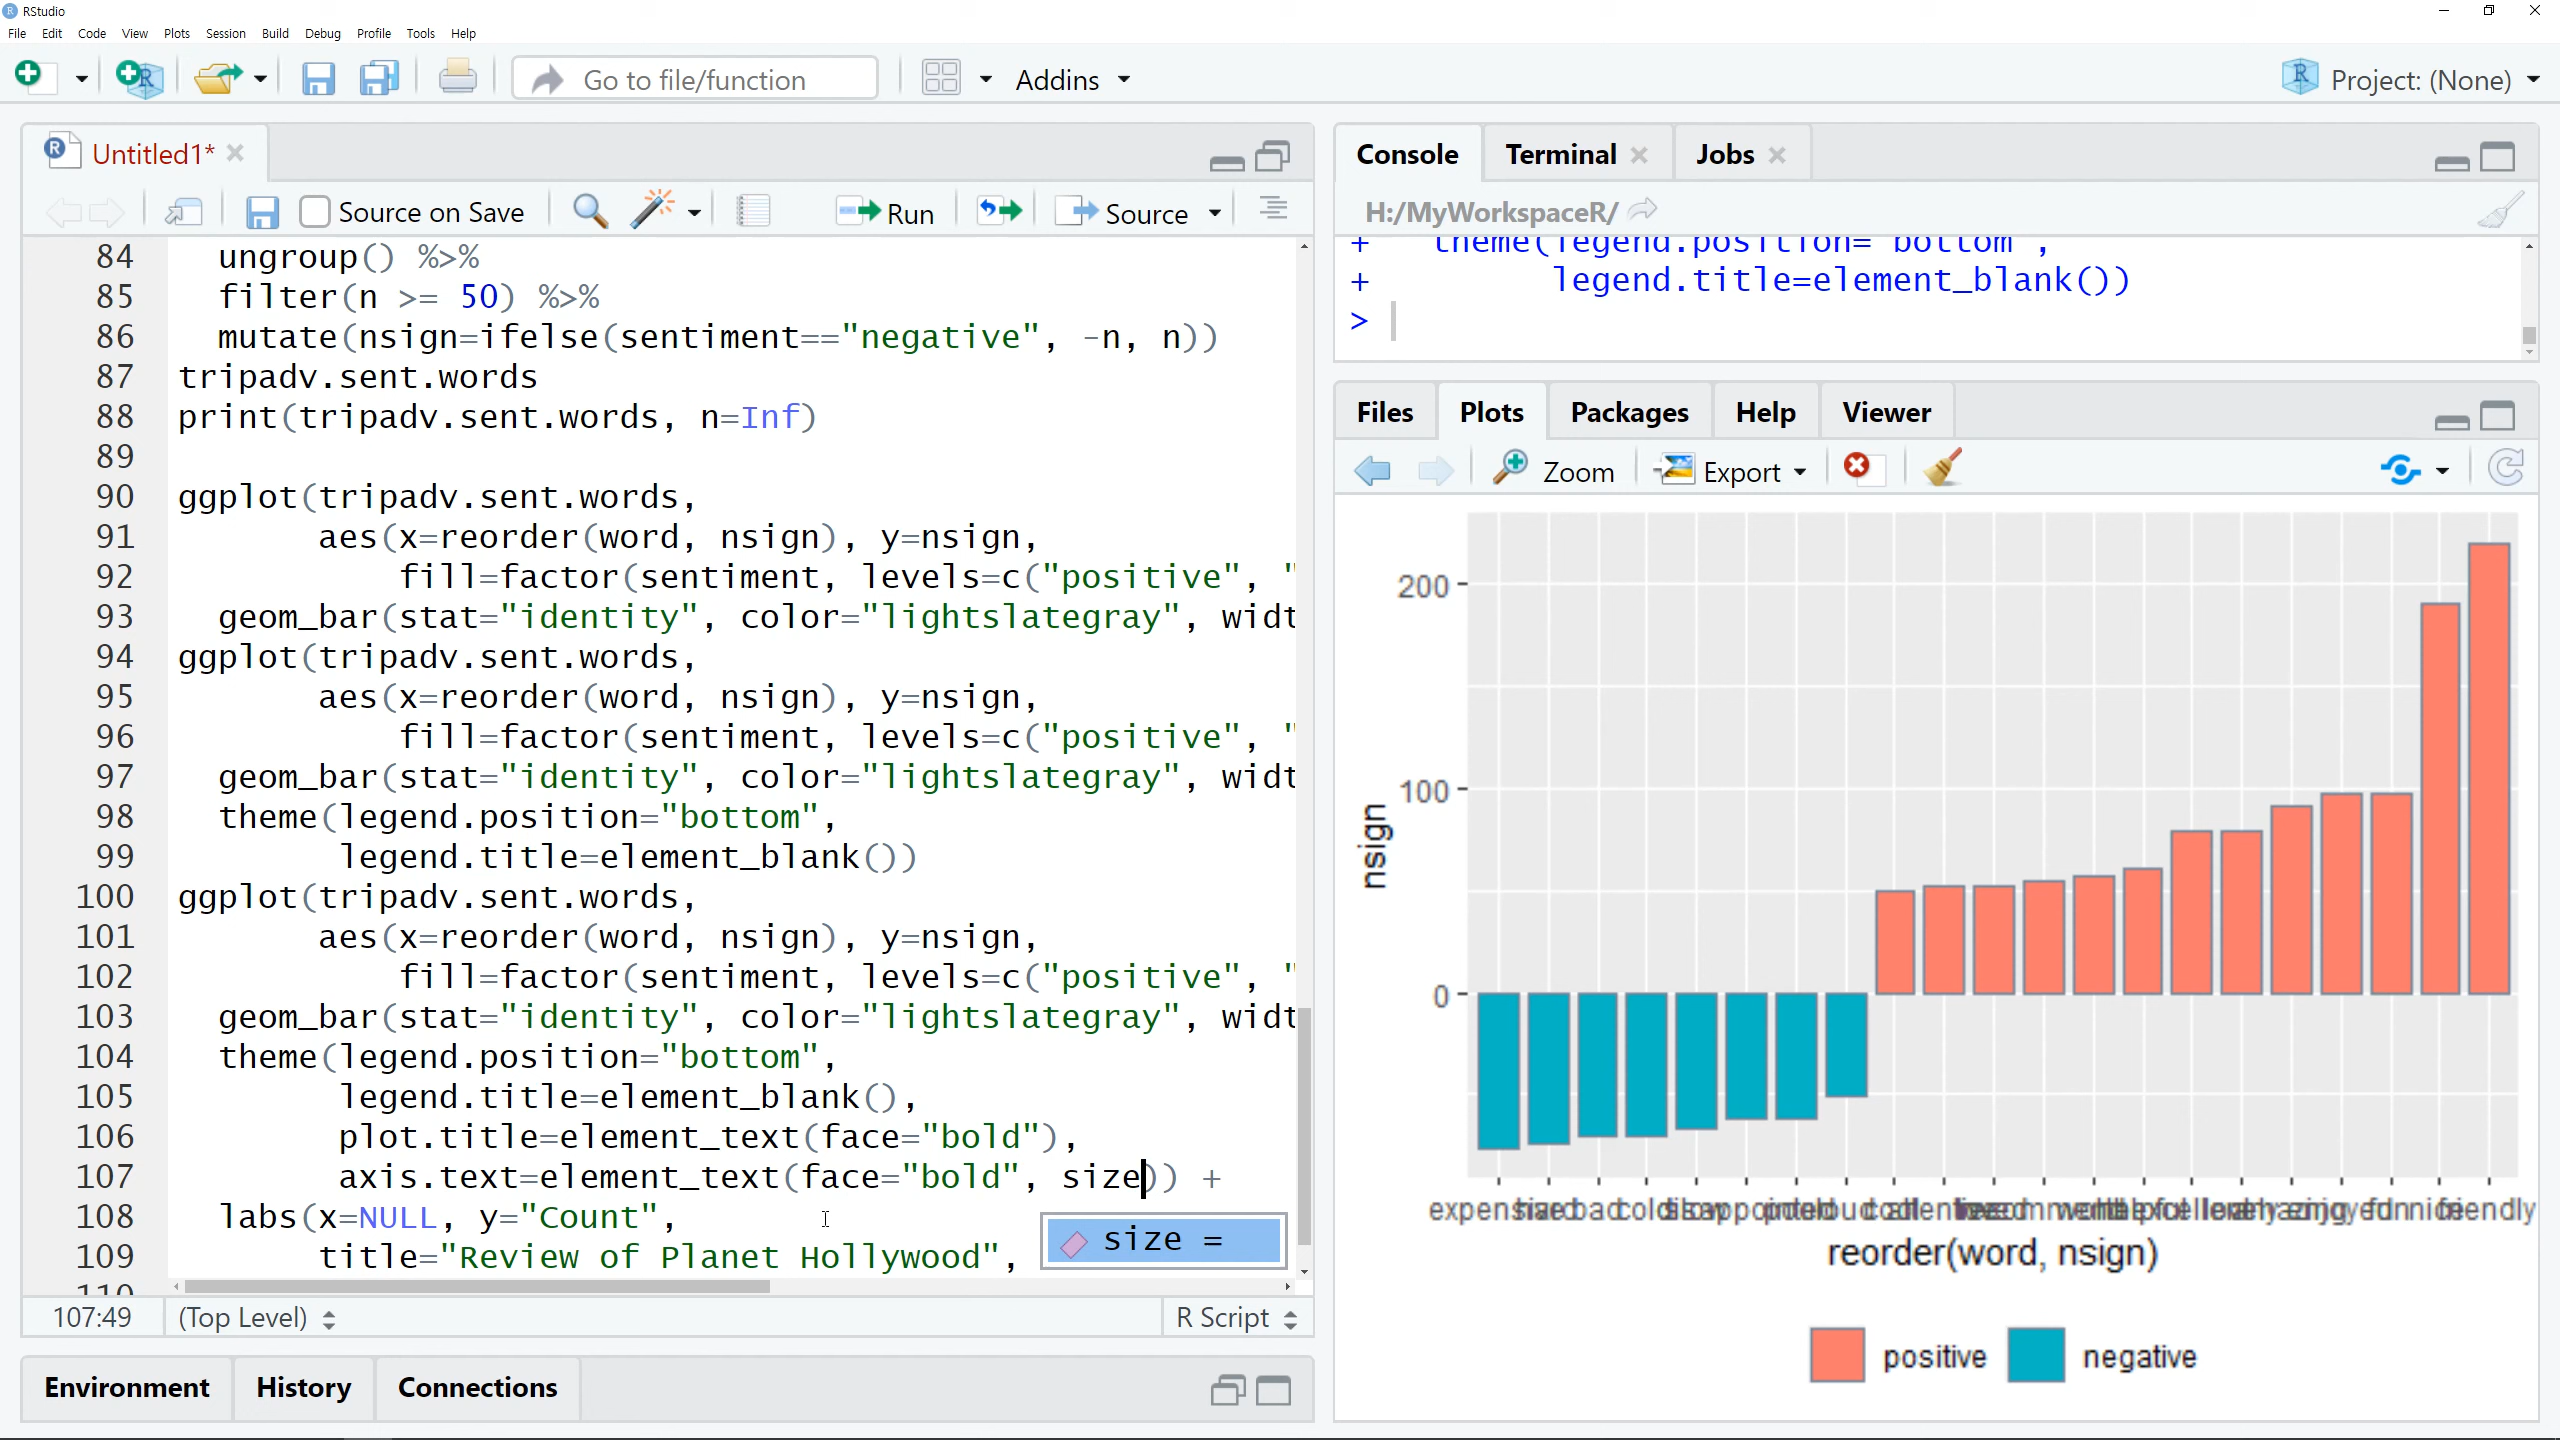 RStudio
File Edit Code View Plots Session Build Debug Profile Tools Help
Go to file/function Addins Project: (None)
Untitled1*
Source on Save Run Source
84 ungroup() %>%
85 filter(n >= 50) %>%
86 mutate(nsign=ifelse(sentiment=="negative", -n, n))
87 tripadv.sent.words
88 print(tripadv.sent.words, n=Inf)
89
90 ggplot(tripadv.sent.words,
91 aes(x=reorder(word, nsign), y=nsign,
92 fill=factor(sentiment, levels=c("positive", "
93 geom_bar(stat="identity", color="lightslategray", widt
94 ggplot(tripadv.sent.words,
95 aes(x=reorder(word, nsign), y=nsign,
96 fill=factor(sentiment, levels=c("positive", "
97 geom_bar(stat="identity", color="lightslategray", widt
98 theme(legend.position="bottom",
99 legend.title=element_blank())
100 ggplot(tripadv.sent.words,
101 aes(x=reorder(word, nsign), y=nsign,
102 fill=factor(sentiment, levels=c("positive", "
103 geom_bar(stat="identity", color="lightslategray", widt
104 theme(legend.position="bottom",
105 legend.title=element_blank(),
106 plot.title=element_text(face="bold"),
107 axis.text=element_text(face="bold", size)) +
108 labs(x=NULL, y="Count",
109 title="Review of Planet Hollywood",
110
size =
107:49 (Top Level) R Script
Environment History Connections
Console Terminal Jobs
H:/MyWorkspaceR/
+ theme(legend.position="bottom",
+ legend.title=element_blank())
>
Files Plots Packages Help Viewer
Zoom Export
200
100
0
nsign
friendly
reorder(word, nsign)
positive negative